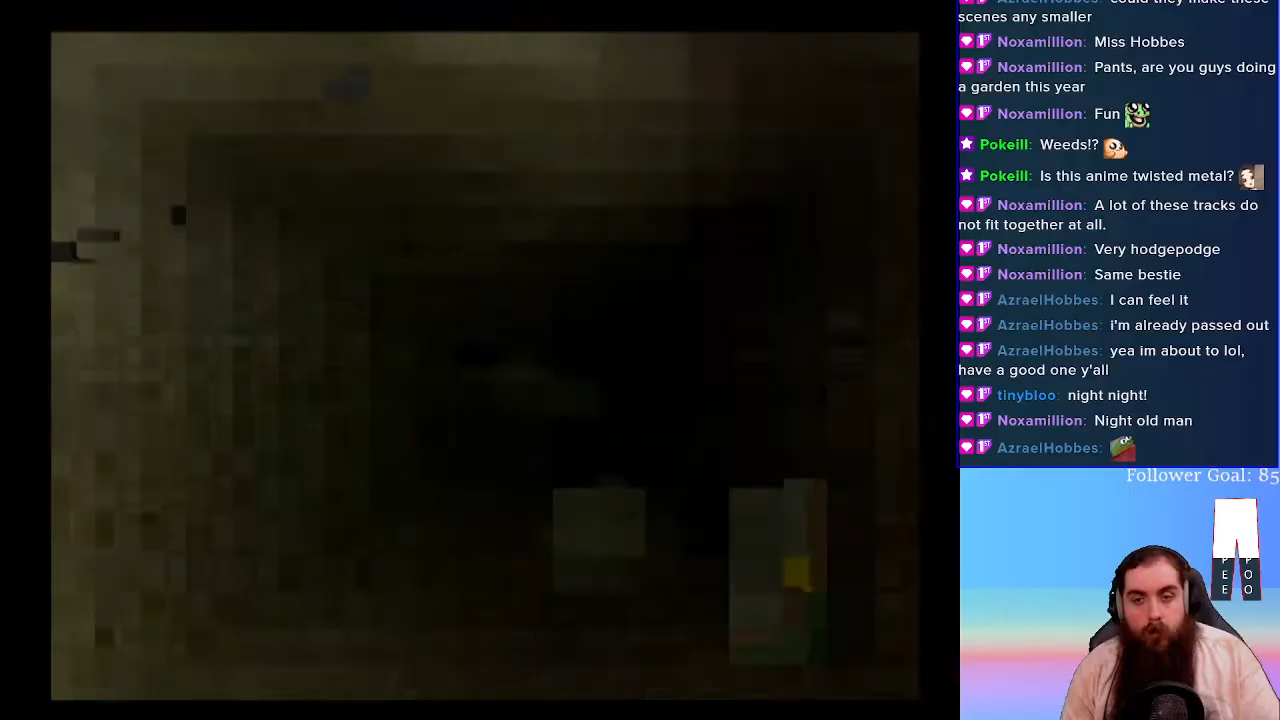 AzraelHobbes: could they make these
scenes any smaller
Noxamillion: Miss Hobbes
Noxamillion: Pants, are you guys doing
a garden this year
Noxamillion: Fun
Pokeill: Weeds!?
Pokeill: Is this anime twisted metal?
Noxamillion: A lot of these tracks do
not fit together at all.
Noxamillion: Very hodgepodge
Noxamillion: Same bestie
AzraelHobbes: I can feel it
AzraelHobbes: i'm already passed out
AzraelHobbes: yea im about to lol,
have a good one y'all
tinybloo: night night!
Noxamillion: Night old man
AzraelHobbes:
Follower Goal: 85
P P
E O
E O